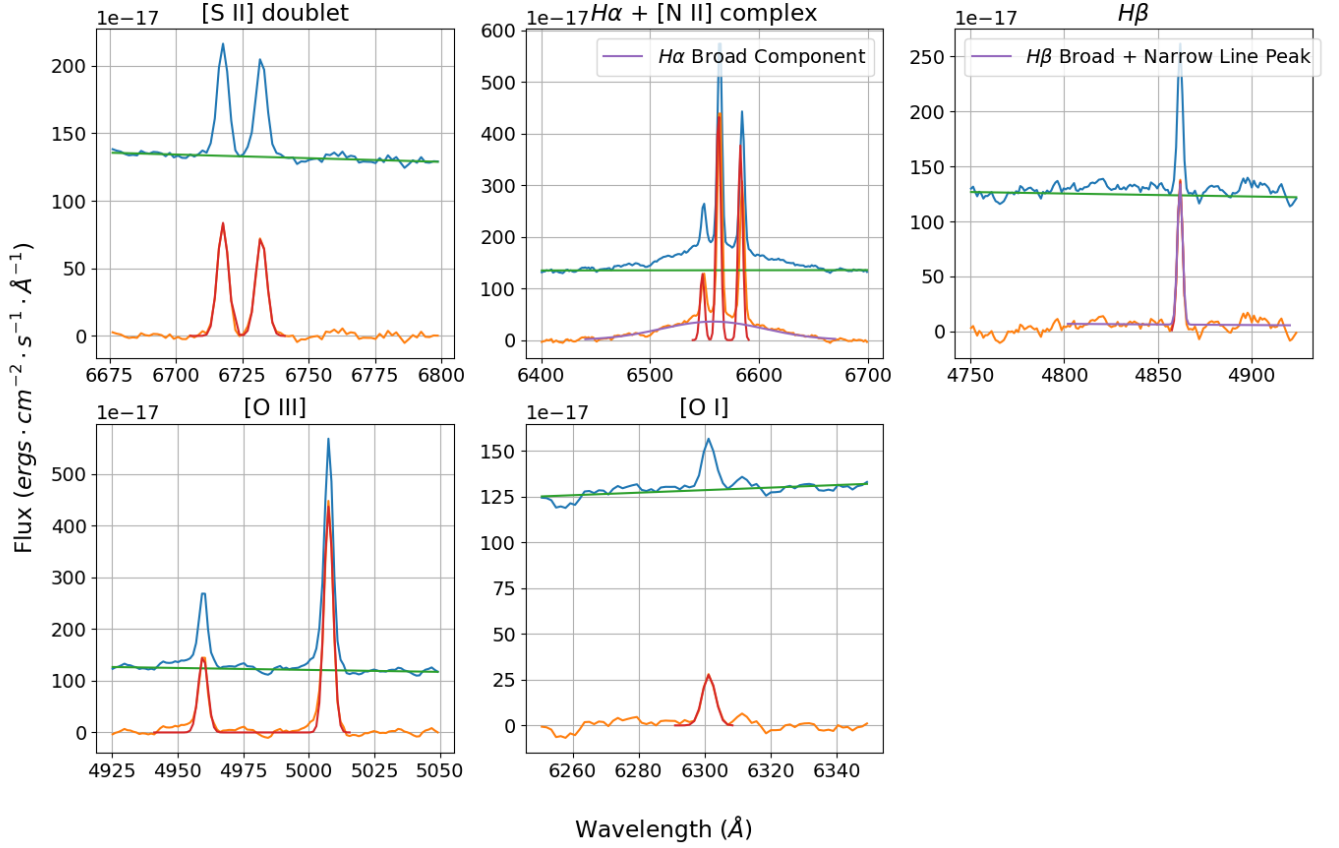 [S II] doublet
1e−17
200
150
100
50
0
6675 6700 6725 6750 6775 6800
Hα + [N II] complex
1e−17
Hα Broad Component
600
500
400
300
200
100
0
6400 6500 6600 6700
Hβ
1e−17
Hβ Broad + Narrow Line Peak
250
200
150
100
50
0
4750 4800 4850 4900
Flux (ergs · cm⁻² · s⁻¹ · Å⁻¹)
[O III]
1e−17
500
400
300
200
100
0
4925 4950 4975 5000 5025 5050
[O I]
1e−17
150
125
100
75
50
25
0
6260 6280 6300 6320 6340
Wavelength (Å)